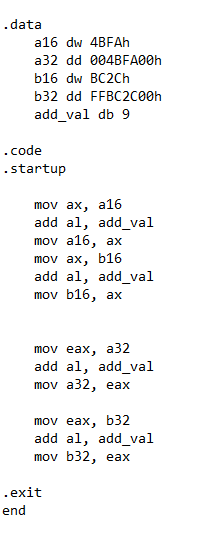 .data
a16 dw 4BFAh
a32 dd 004BFA00h
b16 dw BC2Ch
b32 dd FFBC2C00h
add_val db 9
.code
.startup
mov ax, a16
add al, add_val
mov a16, ax
mov ax, b16
add al, add_val
mov b16, ax
mov eax, a32
add al, add_val
mov a32, eax
mov eax, b32
add al, add_val
mov b32, eax
.exit
end